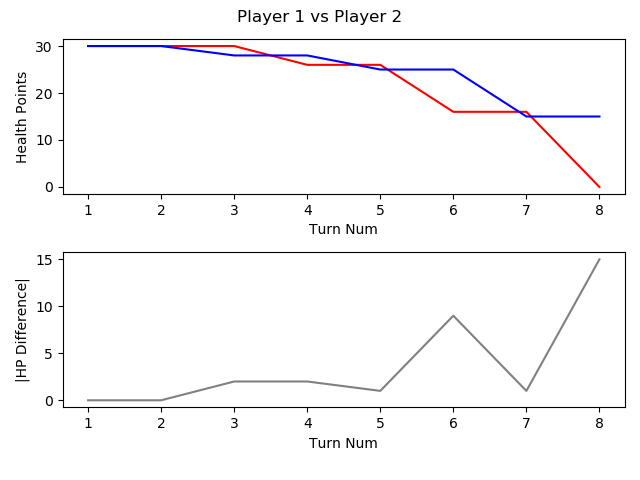 Player 1 vs Player 2
Health Points
30
20
10
0
1 2 3 4 5 6 7 8
Turn Num
|HP Difference|
15
10
5
0
1 2 3 4 5 6 7 8
Turn Num